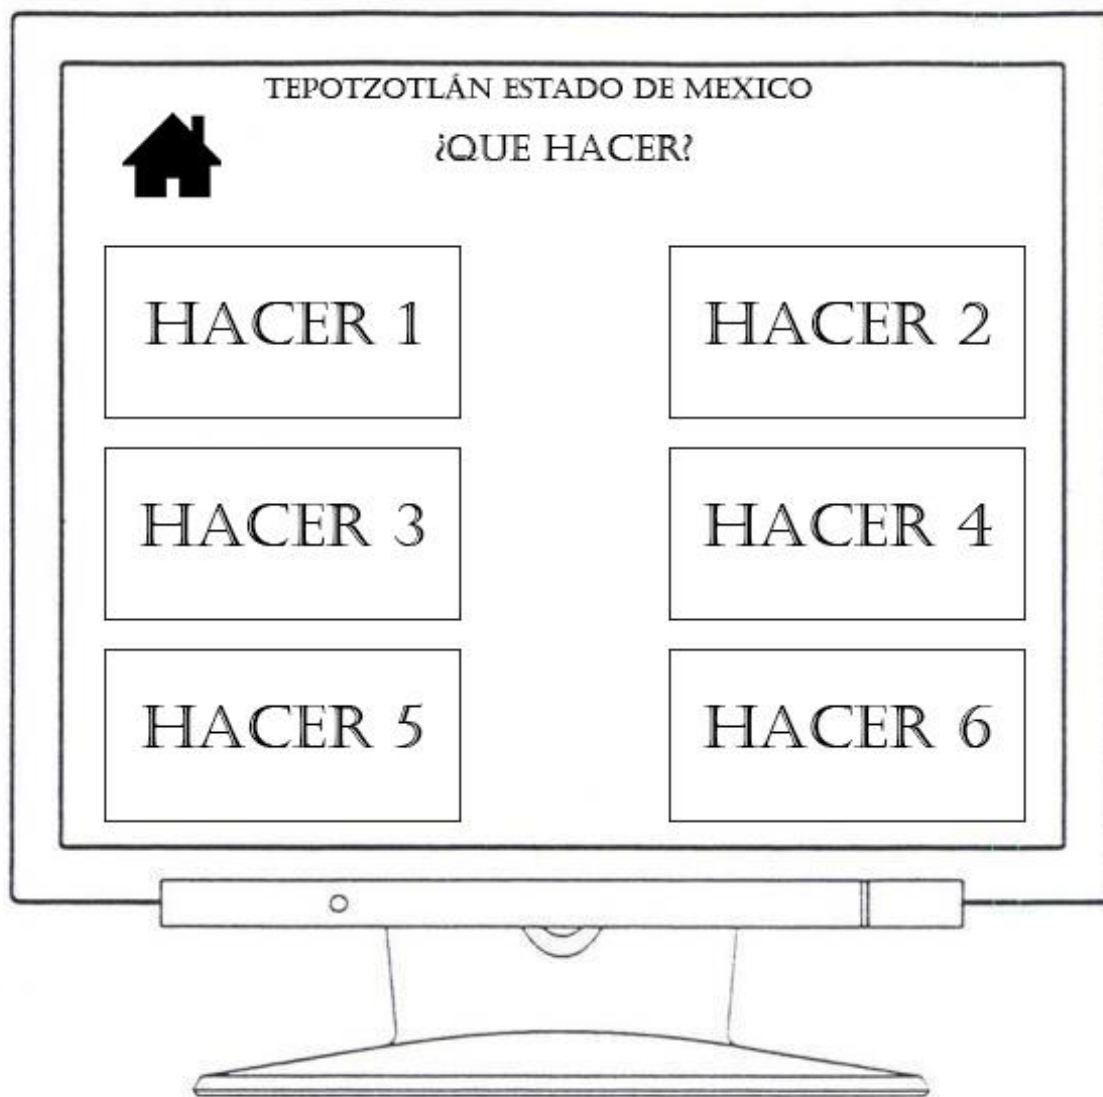 TEPOTZOTLÁN ESTADO DE MEXICO
¿QUE HACER?
HACER 1
HACER 2
HACER 3
HACER 4
HACER 5
HACER 6